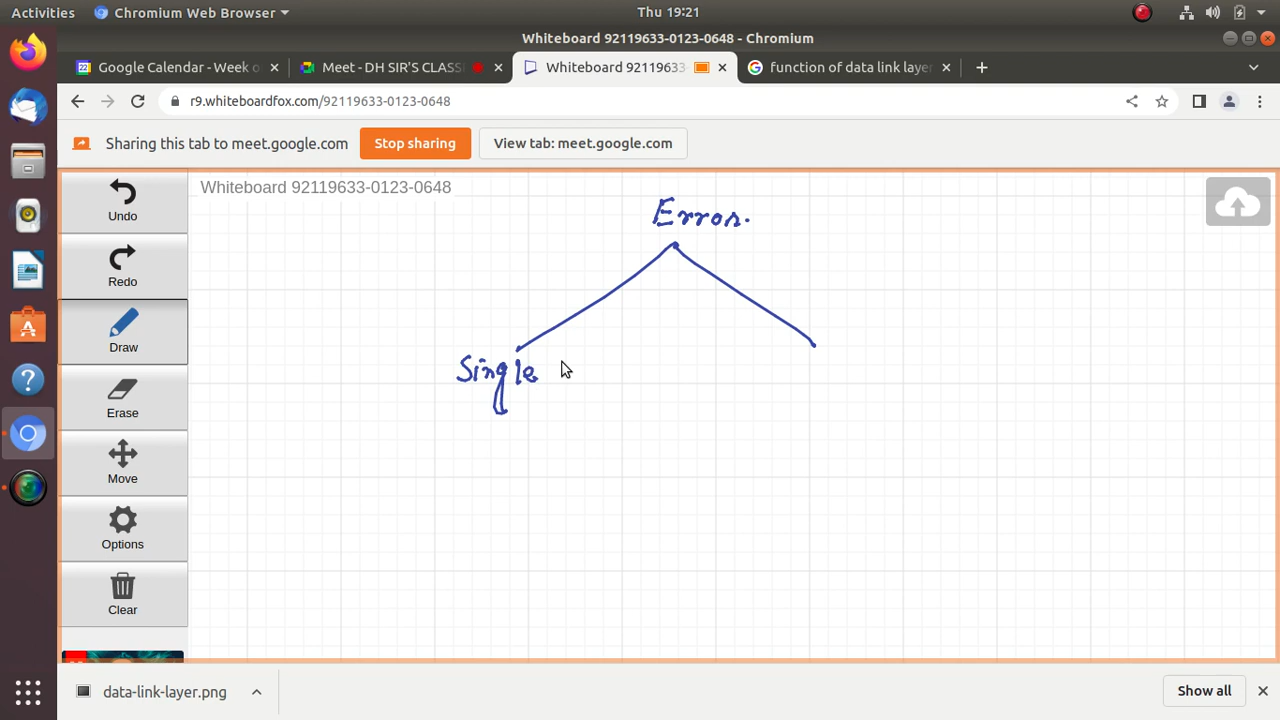 Activities Chromium Web Browser Thu 19:21
Whiteboard 92119633-0123-0648 - Chromium
22 Google Calendar - Week o Meet - DH SIR'S CLASS Whiteboard 92119633 function of data link layer
r9.whiteboardfox.com/92119633-0123-0648
Sharing this tab to meet.google.com Stop sharing View tab: meet.google.com
Whiteboard 92119633-0123-0648
Undo
Redo
Draw
Erase
Move
Options
Clear
Error.
Single
data-link-layer.png Show all